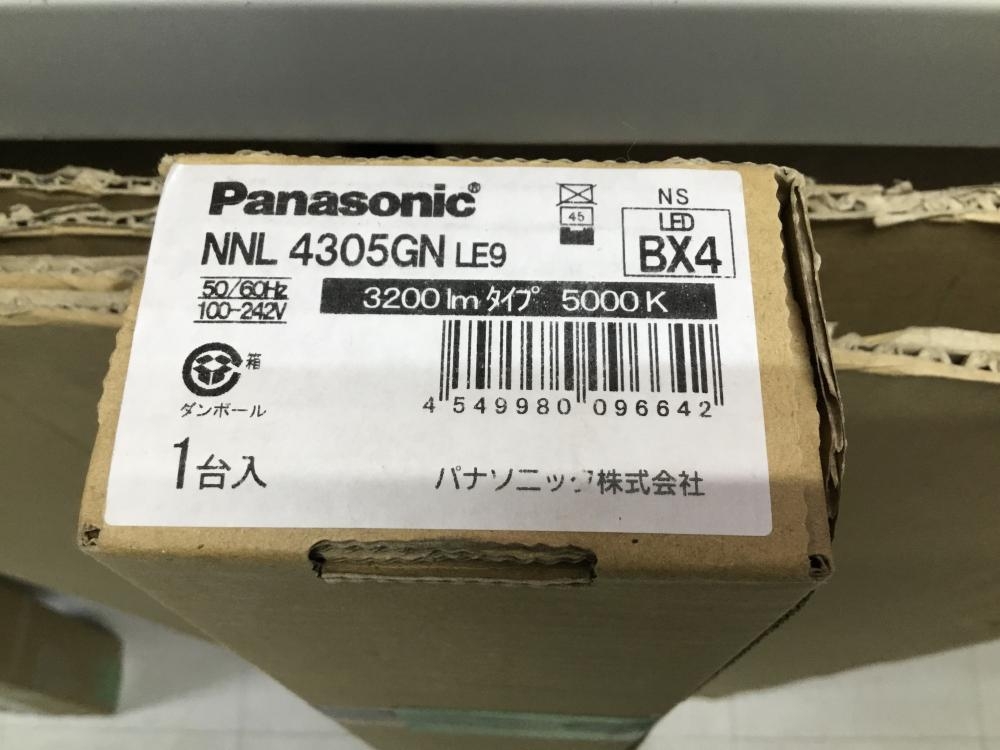 Panasonic®
NNL 4305GN LE9
45
NS
LED
BX4
50/60Hz
100-242V
3200 lm タイプ 5000 K
箱
ダンボール
4 549980 096642
1台入
パナソニック株式会社